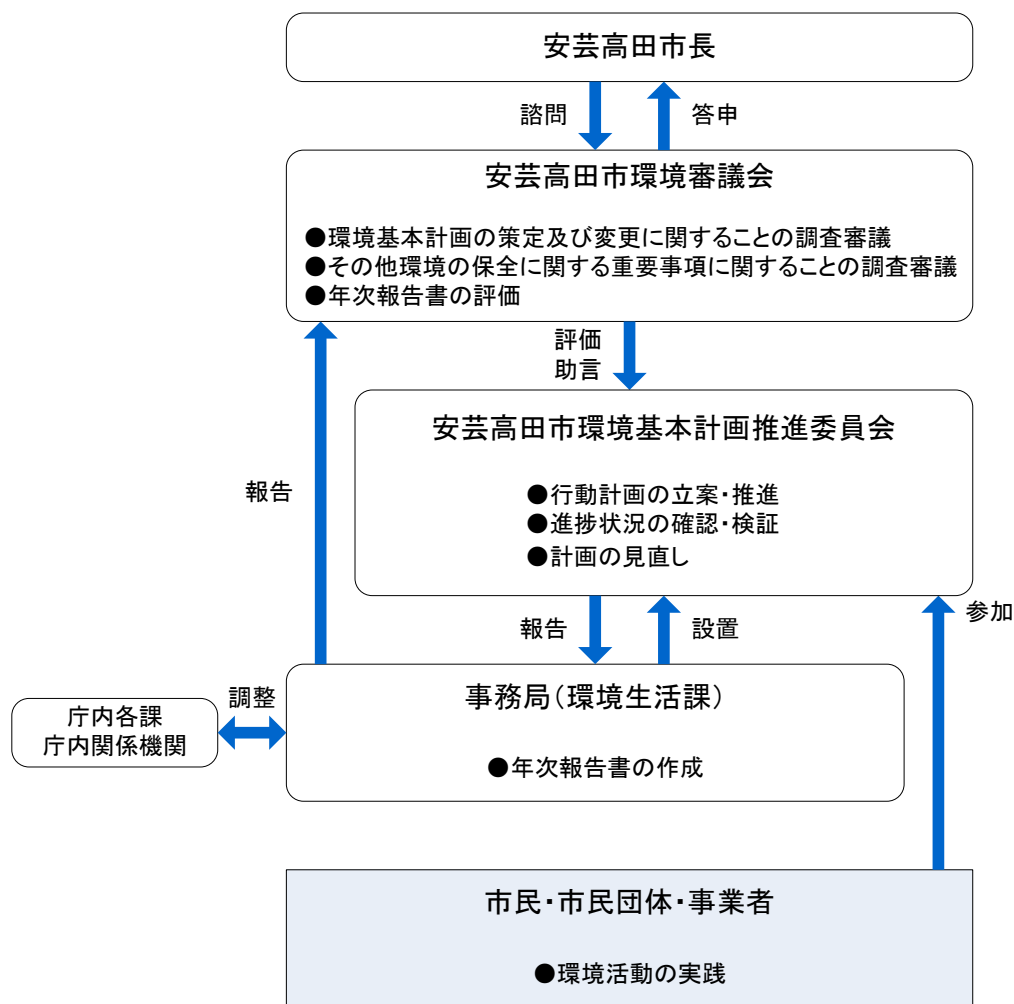 安芸高田市長
諮問
答申
安芸高田市環境審議会
●環境基本計画の策定及び変更に関することの調査審議
●その他環境の保全に関する重要事項に関することの調査審議
●年次報告書の評価
評価
助言
安芸高田市環境基本計画推進委員会
●行動計画の立案・推進
●進捗状況の確認・検証
●計画の見直し
報告
報告
設置
参加
事務局（環境生活課）
●年次報告書の作成
調整
庁内各課
庁内関係機関
市民・市民団体・事業者
●環境活動の実践